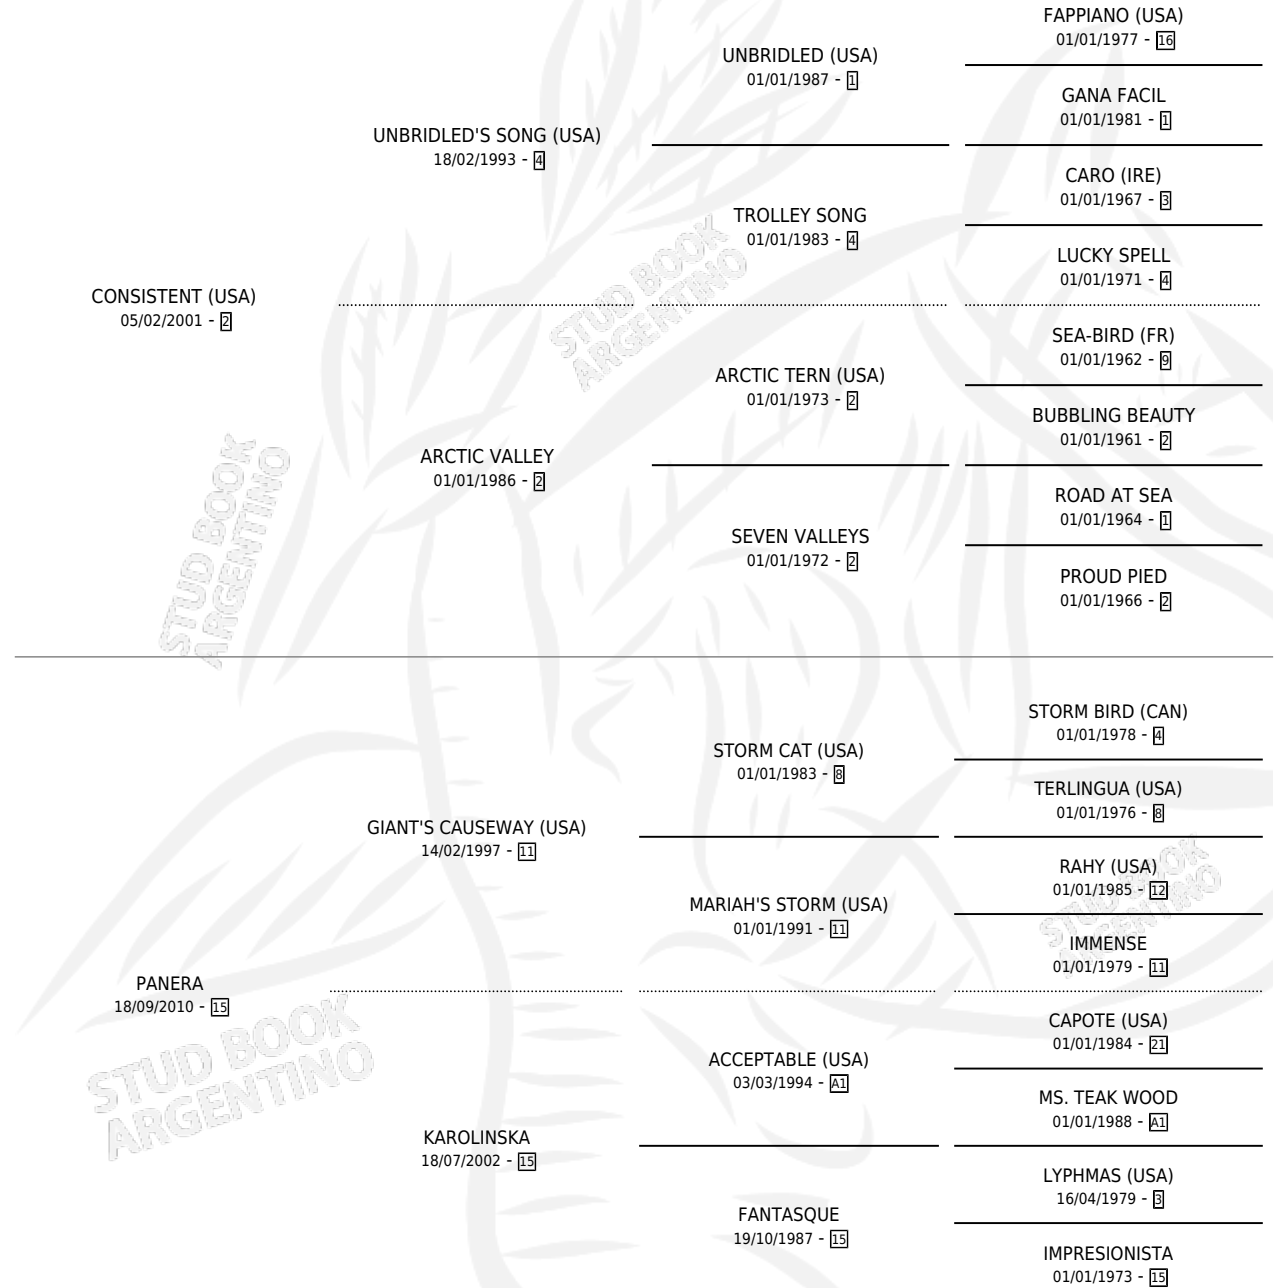 FAPPIANO (USA)
01/01/1977 - 16
UNBRIDLED (USA)
01/01/1987 - 1
GANA FACIL
01/01/1981 - 1
UNBRIDLED'S SONG (USA)
18/02/1993 - 4
CARO (IRE)
01/01/1967 - 3
TROLLEY SONG
01/01/1983 - 4
LUCKY SPELL
01/01/1971 - 4
CONSISTENT (USA)
05/02/2001 - 2
STUD BOOK
ARGENTINO
SEA-BIRD (FR)
01/01/1962 - 9
ARCTIC TERN (USA)
01/01/1973 - 2
BUBBLING BEAUTY
01/01/1961 - 2
ARCTIC VALLEY
01/01/1986 - 2
ROAD AT SEA
01/01/1964 - 1
SEVEN VALLEYS
01/01/1972 - 2
PROUD PIED
01/01/1966 - 2
STUD BOOK
ARGENTINO
STORM BIRD (CAN)
01/01/1978 - 4
STORM CAT (USA)
01/01/1983 - 8
TERLINGUA (USA)
01/01/1976 - 8
GIANT'S CAUSEWAY (USA)
14/02/1997 - 11
RAHY (USA)
01/01/1985 - 12
MARIAH'S STORM (USA)
01/01/1991 - 11
STUD BOOK
ARGENTINO
IMMENSE
01/01/1979 - 11
PANERA
18/09/2010 - 15
CAPOTE (USA)
01/01/1984 - 21
ACCEPTABLE (USA)
03/03/1994 - A1
MS. TEAK WOOD
01/01/1988 - A1
STUD BOOK
ARGENTINO
KAROLINSKA
18/07/2002 - 15
LYPHMAS (USA)
16/04/1979 - 3
FANTASQUE
19/10/1987 - 15
IMPRESIONISTA
01/01/1973 - 15